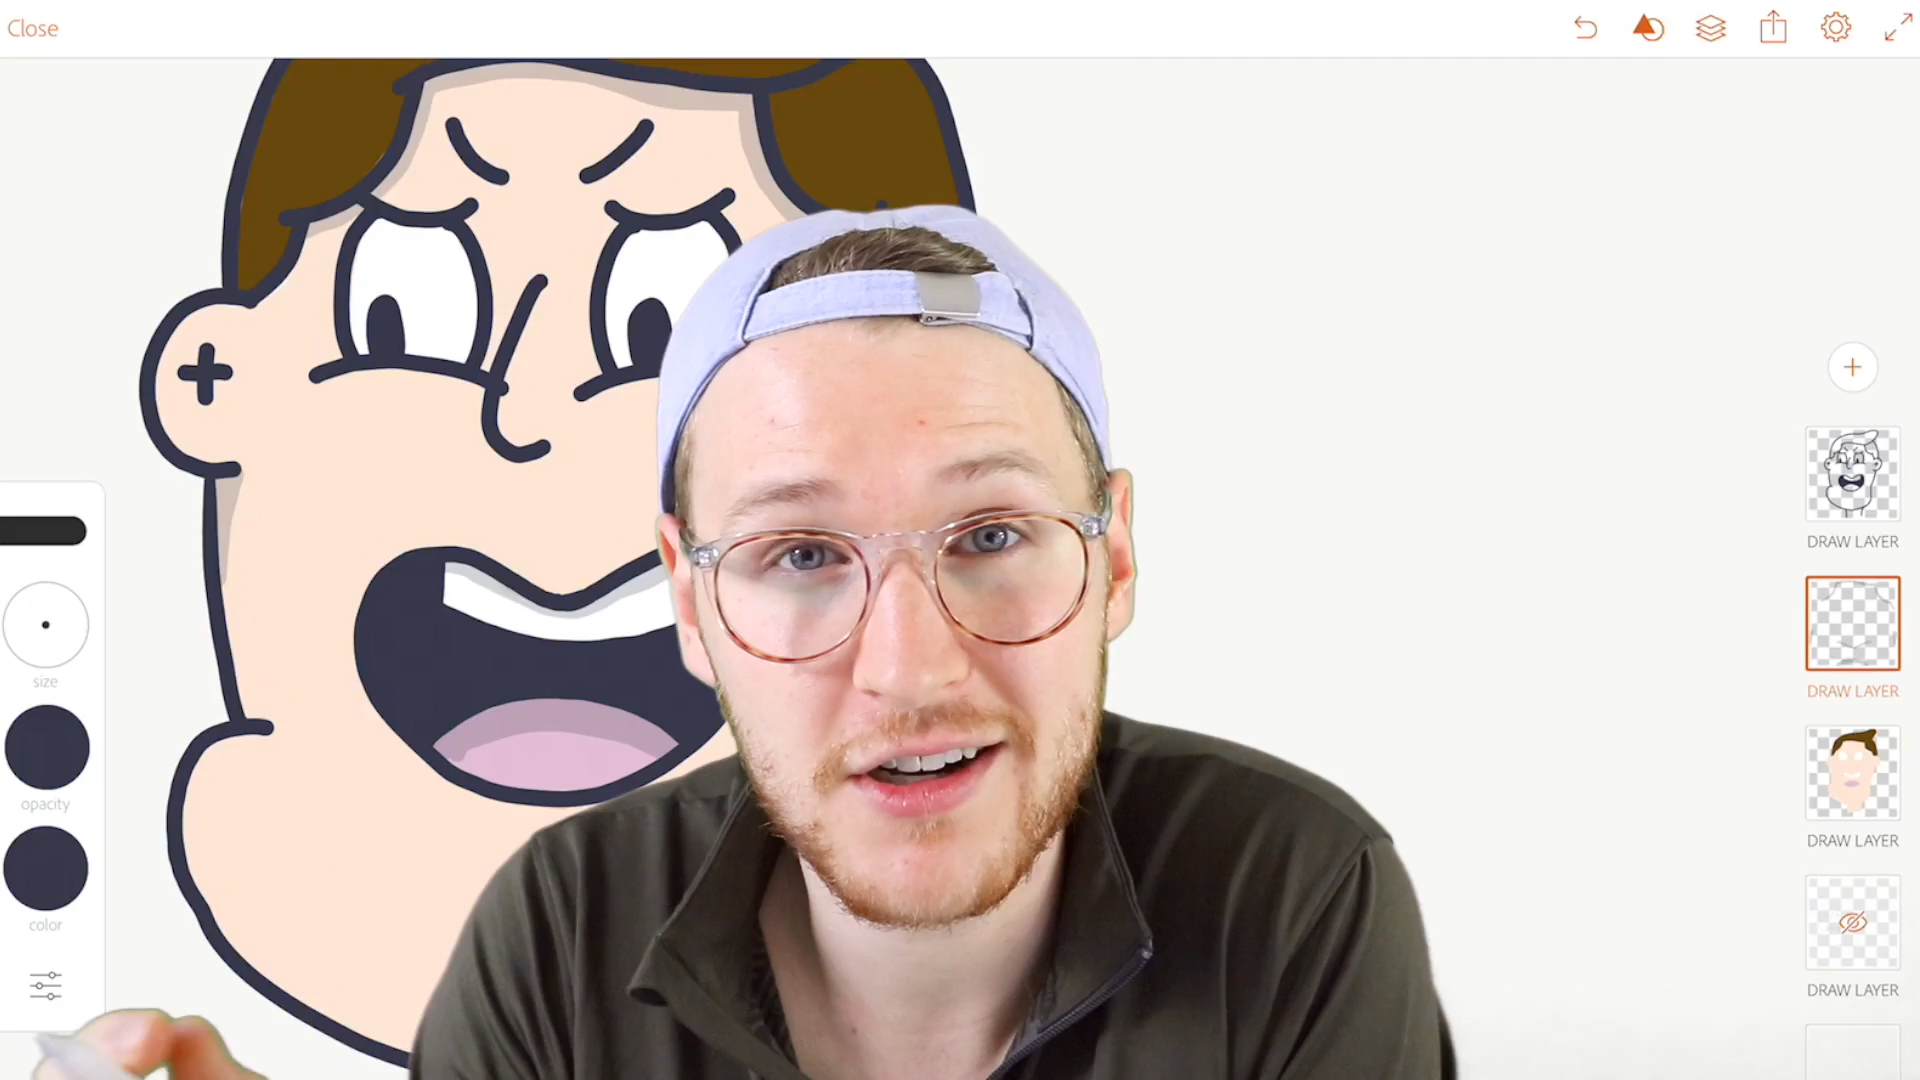 Close
size
opacity
color
DRAW LAYER
DRAW LAYER
DRAW LAYER
DRAW LAYER